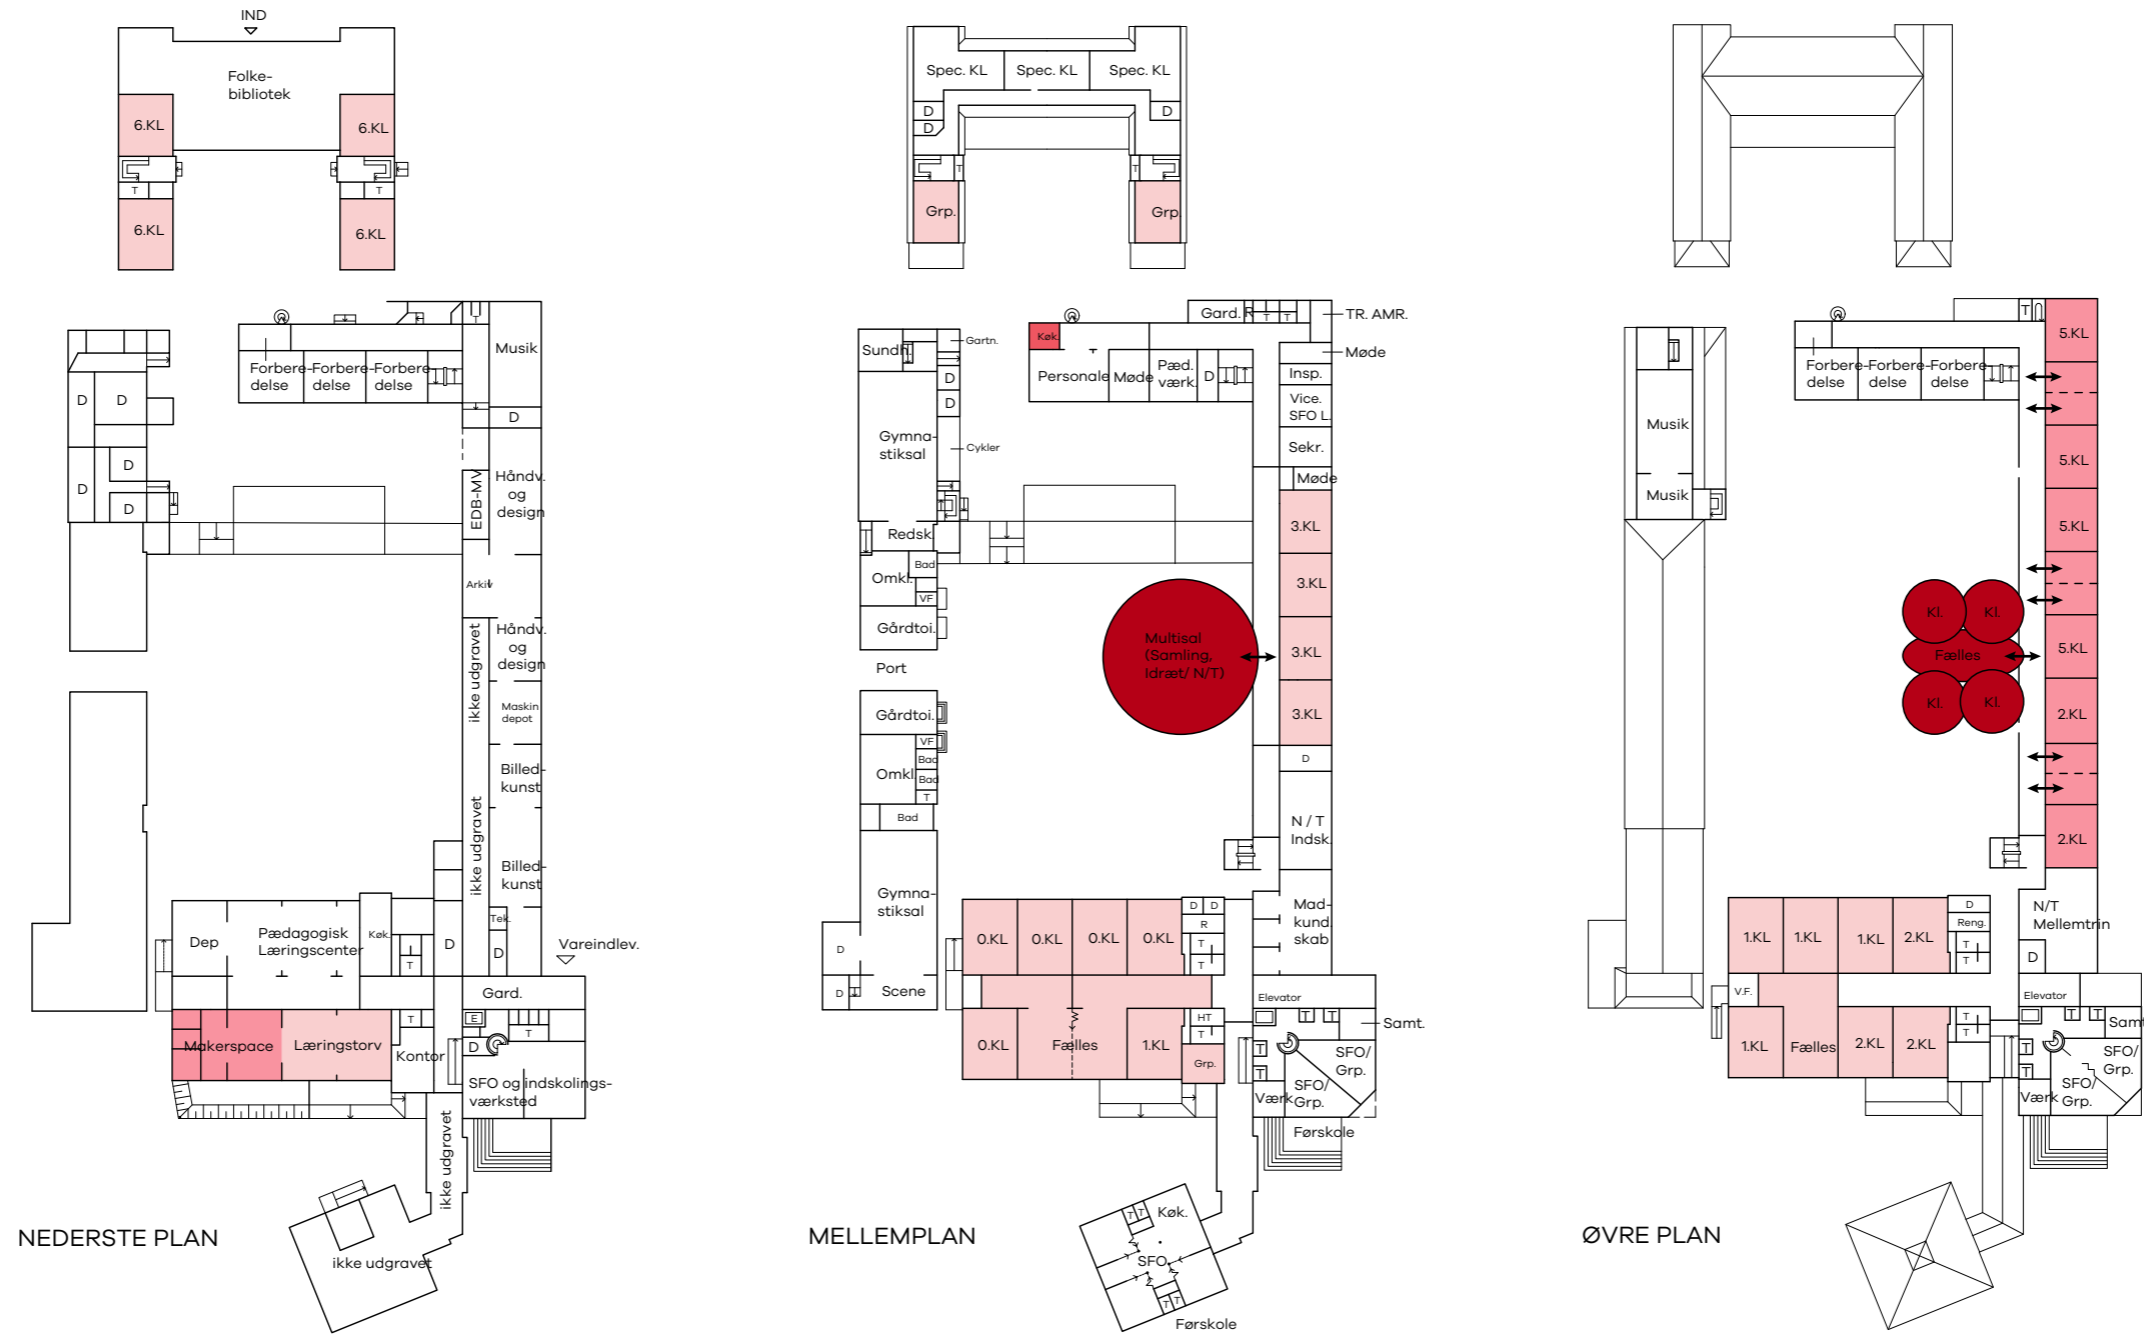 IND
Folke-
bibliotek
6.KL
6.KL
T
T
6.KL
6.KL
Musik
Forbere-
delse
Forbere-
delse
Forbere-
delse
T
D
D
D
D
D
D
EDB-MV
Håndv.
og
design
Arkiv
ikke udgravet
Håndv.
og
design
Maskin
depot
Billed-
kunst
ikke udgravet
Billed-
kunst
Tek.
D
D
Dep
Pædagogisk
Læringscenter
Køk.
T
Vareindlev.
Gard.
E
T
D
T
Makerspace
Læringstorv
Kontor
SFO og indskolings-
værksted
ikke udgravet
ikke udgravet
NEDERSTE PLAN
Spec. KL
Spec. KL
Spec. KL
D
D
D
T
T
Grp.
Grp.
Gard.
R
T
T
TR. AMR.
Møde
Køk.
Personale
Møde
Pæd.
værk.
D
Insp.
Vice.
SFO L.
Sekr.
Møde
Sundh.
Gartn.
D
D
Gymna-
stiksal
Cykler
Redsk.
Bad
Omkl.
VF
Gårdtoi.
Port
Gårdtoi.
VF
Bad
Omkl.
Bad
T
Bad
Gymna-
stiksal
D
D
Scene
Multisal
(Samling,
Idræt/ N/T)
3.KL
3.KL
3.KL
3.KL
D
N / T
Indsk.
Mad-
kund.
skab
0.KL
0.KL
0.KL
0.KL
D
D
R
T
T
0.KL
Fælles
1.KL
HT
T
Grp.
Elevator
T
T
Samt.
T
T
SFO/
Grp.
SFO/
Grp.
Værk
Førskole
Køk.
T
T
SFO
T
T
Førskole
MELLEMPLAN
T
Forbere-
delse
Forbere-
delse
Forbere-
delse
Musik
Musik
5.KL
5.KL
5.KL
5.KL
2.KL
2.KL
Kl.
Kl.
Fælles
Kl.
Kl.
N/T
Mellemtrin
D
1.KL
1.KL
1.KL
2.KL
D
Reng.
T
T
V.F.
1.KL
Fælles
2.KL
2.KL
T
T
Elevator
T
T
Samt
T
T
SFO/
Grp.
SFO/
Grp.
Værk
ØVRE PLAN